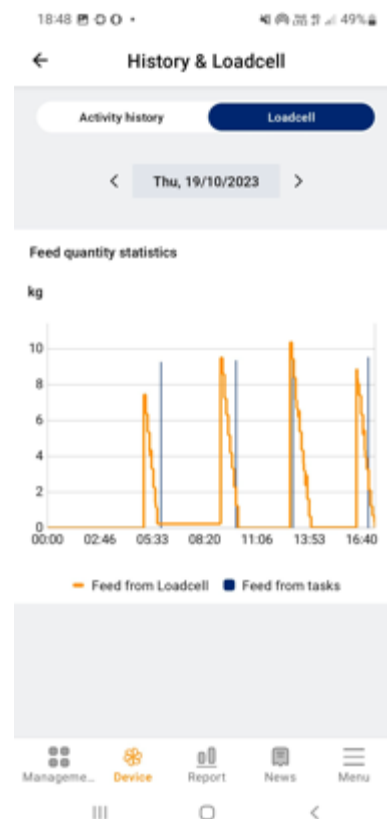 18:48 49%
History & Loadcell
Activity history Loadcell
< Thu, 19/10/2023 >
Feed quantity statistics
kg
10
8
6
4
2
0
00:00 02:46 05:33 08:20 11:06 13:53 16:40
Feed from Loadcell Feed from tasks
Manageme... Device Report News Menu